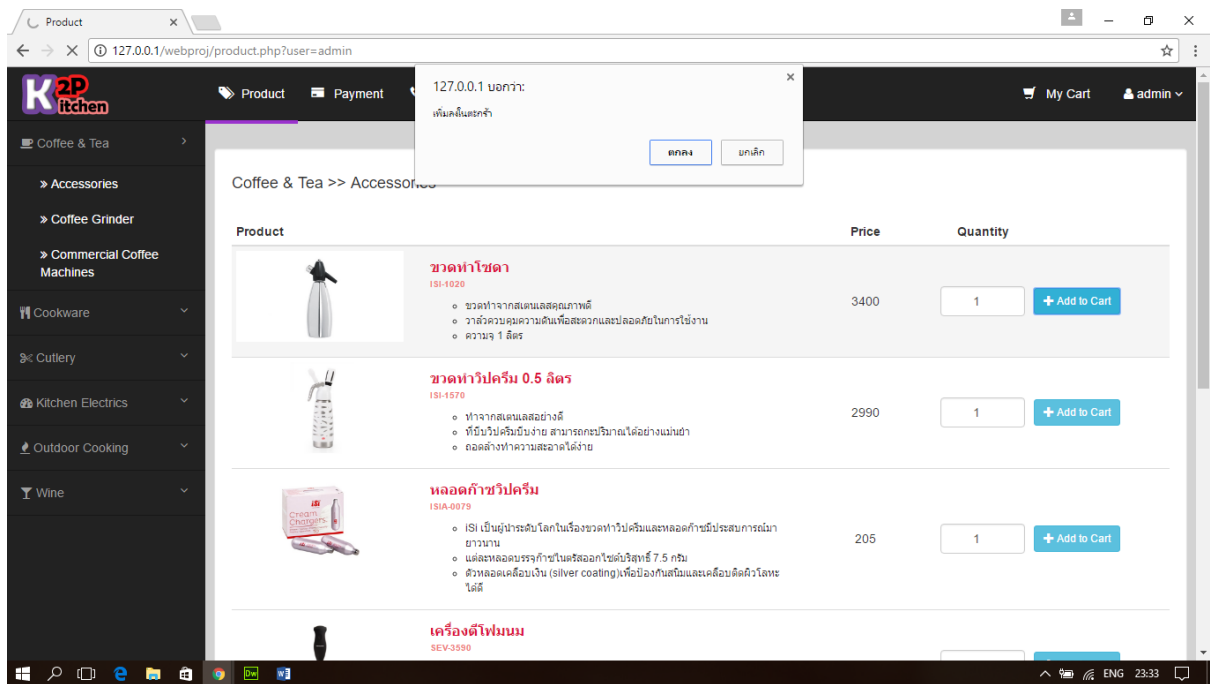 Product
127.0.0.1/webproj/product.php?user=admin
K 2P itchen
Product
Payment
My Cart
admin
127.0.0.1 บอกว่า:
เพิ่มลงในตะกร้า
ตกลง
ยกเลิก
Coffee & Tea
» Accessories
» Coffee Grinder
» Commercial Coffee
Machines
Cookware
Cutlery
Kitchen Electrics
Outdoor Cooking
Wine
Coffee & Tea >> Accessories
Product Price Quantity
ขวดทำโซดา
ISI-1020
ขวดทำจากสเตนเลสคุณภาพดี
วาล์วควบคุมความดันเพื่อสะดวกและปลอดภัยในการใช้งาน
ความจุ 1 ลิตร
3400
1
Add to Cart
ขวดทำวิปครีม 0.5 ลิตร
ISI-1570
ทำจากสเตนเลสอย่างดี
ที่บีบวิปครีมบีบง่าย สามารถกะปริมาณได้อย่างแม่นยำ
ถอดล้างทำความสะอาดได้ง่าย
2990
1
Add to Cart
iSi
Cream
Chargers
หลอดก๊าซวิปครีม
ISIA-0079
iSi เป็นผู้นำระดับโลกในเรื่องขวดทำวิปครีมและหลอดก๊าซมีประสบการณ์มา
ยาวนาน
แต่ละหลอดบรรจุก๊าซไนตรัสออกไซด์บริสุทธิ์ 7.5 กรัม
ตัวหลอดเคลือบเงิน (silver coating)เพื่อป้องกันสนิมและเคลือบติดผิวโลหะ
ได้ดี
205
1
Add to Cart
เครื่องตีโฟมนม
SEV-3590
Dw
ENG 23:33